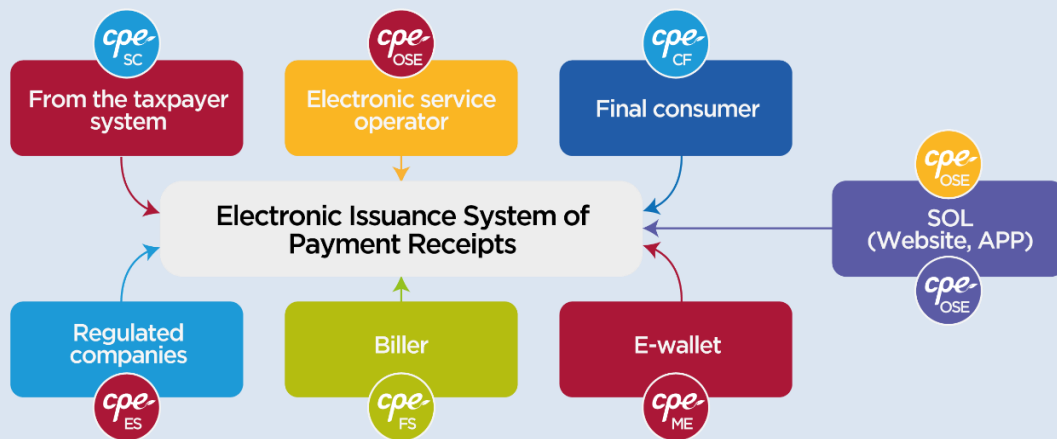 cpe
SC
From the taxpayer
system
cpe
OSE
Electronic service
operator
cpe
CF
Final consumer
cpe
OSE
SOL
(Website, APP)
cpe
OSE
Electronic Issuance System of
Payment Receipts
Regulated
companies
cpe
ES
Biller
cpe
FS
E-wallet
cpe
ME